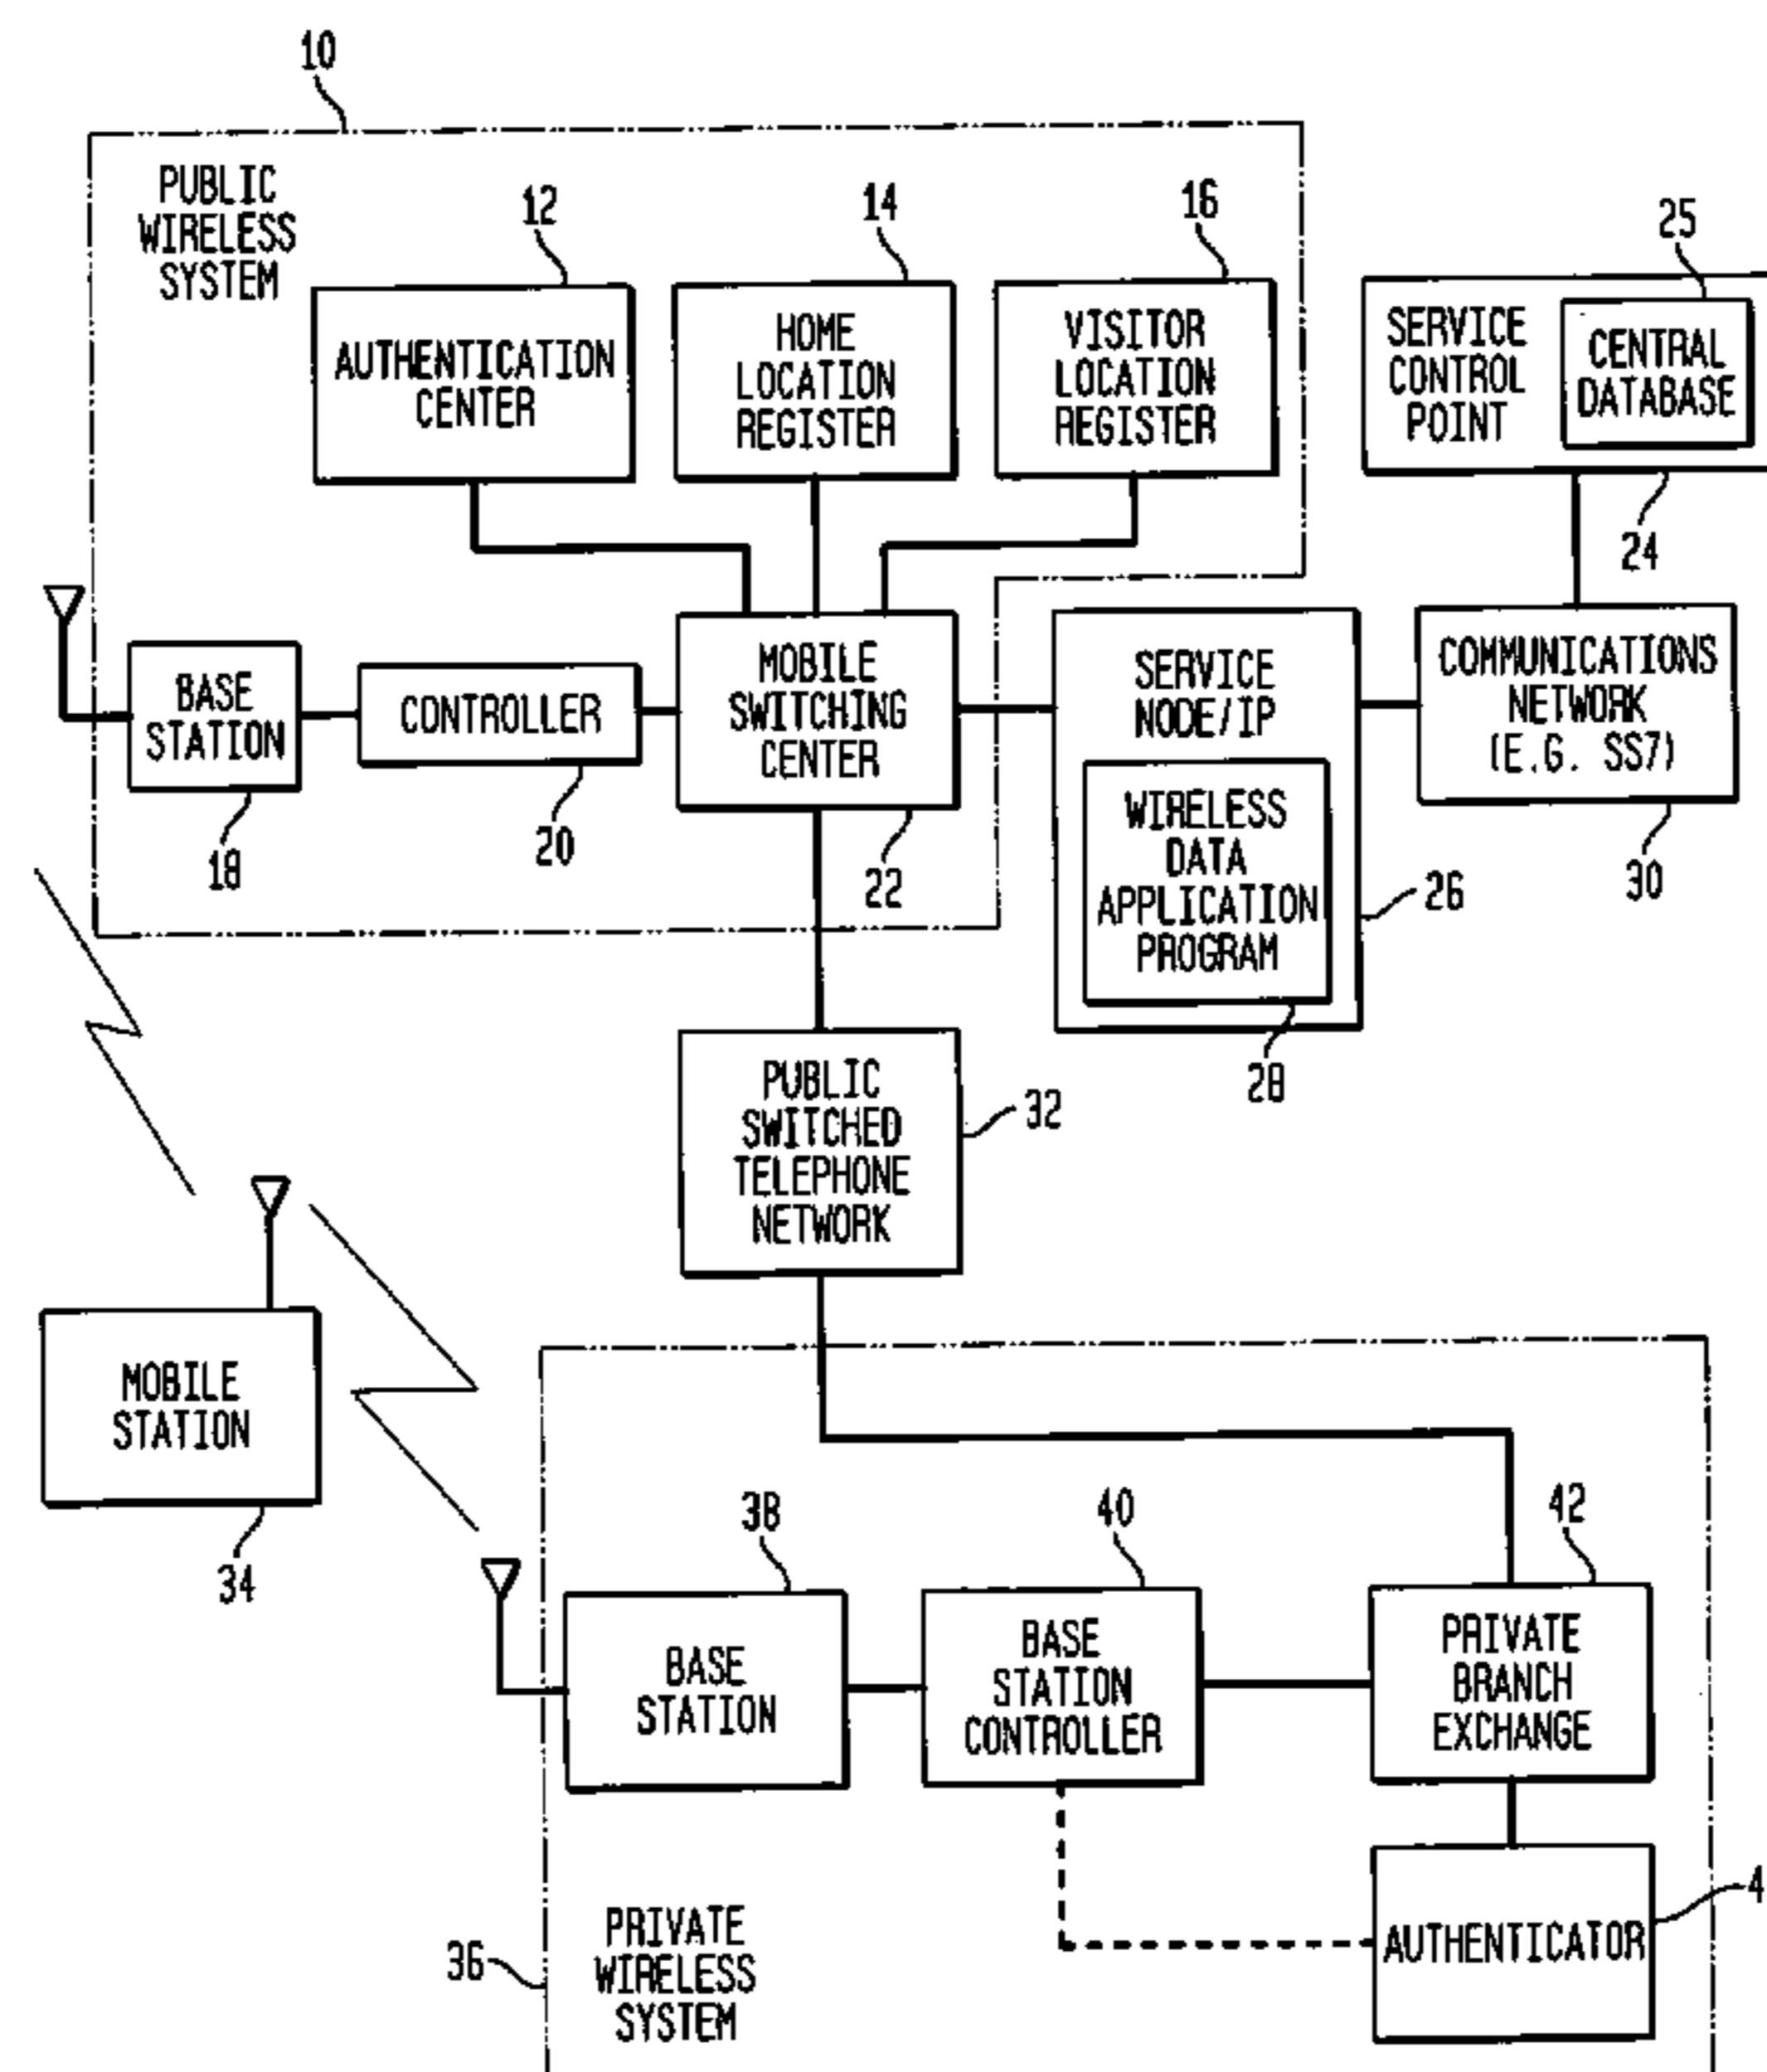 10
PUBLIC
WIRELESS
SYSTEM
12
14
16
25
AUTHENTICATION
CENTER
HOME
LOCATION
REGISTER
VISITOR
LOCATION
REGISTER
SERVICE
CONTROL
POINT
CENTRAL
DATABASE
24
BASE
STATION
18
CONTROLLER
20
MOBILE
SWITCHING
CENTER
22
SERVICE
NODE/IP
WIRELESS
DATA
APPLICATION
PROGRAM
26
28
COMMUNICATIONS
NETWORK
(E.G. SS7)
30
PUBLIC
SWITCHED
TELEPHONE
NETWORK
32
MOBILE
STATION
34
38
40
42
BASE
STATION
BASE
STATION
CONTROLLER
PRIVATE
BRANCH
EXCHANGE
4
AUTHENTICATOR
36
PRIVATE
WIRELESS
SYSTEM